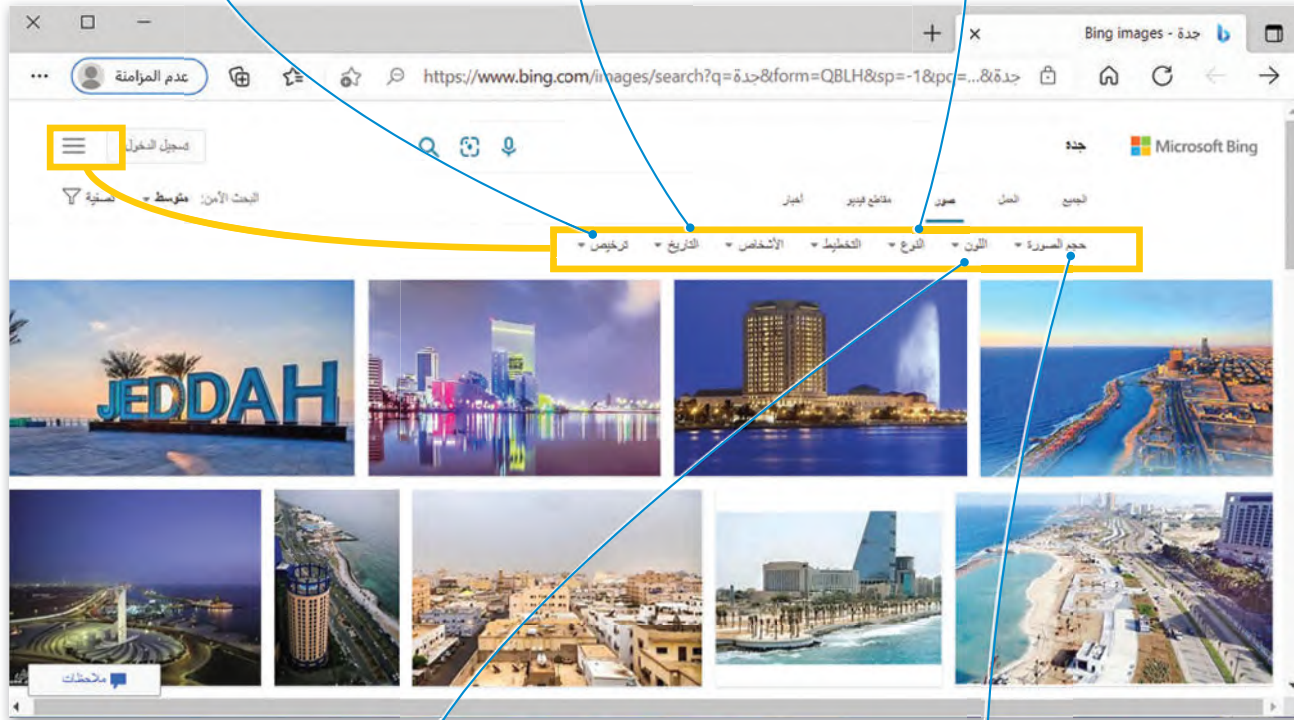 جدة - Bing images
https://www.bing.com/images/search?q=جدة&form=QBLH&sp=-1&pc=...&جدة
عدم المزامنة
Microsoft Bing
جدة
تسجيل الدخول
الجميع العمل صور مقاطع فيديو أخبار
البحث الآمن: متوسط تصفية
حجم الصورة اللون النوع التخطيط الأشخاص التاريخ ترخيص
JEDDAH
ملاحظات